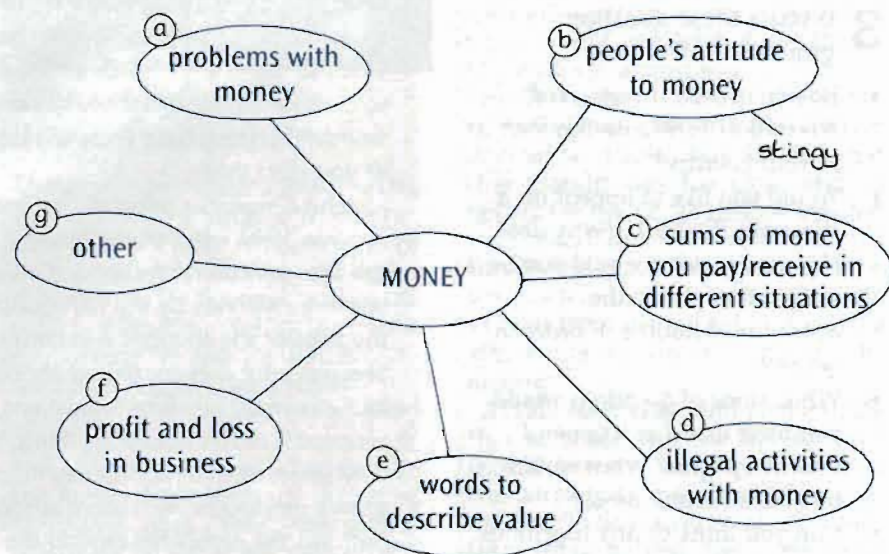 a
problems with
money
b
people's attitude
to money
stingy
g
other
MONEY
c
sums of money
you pay/receive in
different situations
f
profit and loss
in business
e
words to
describe value
d
illegal activities
with money